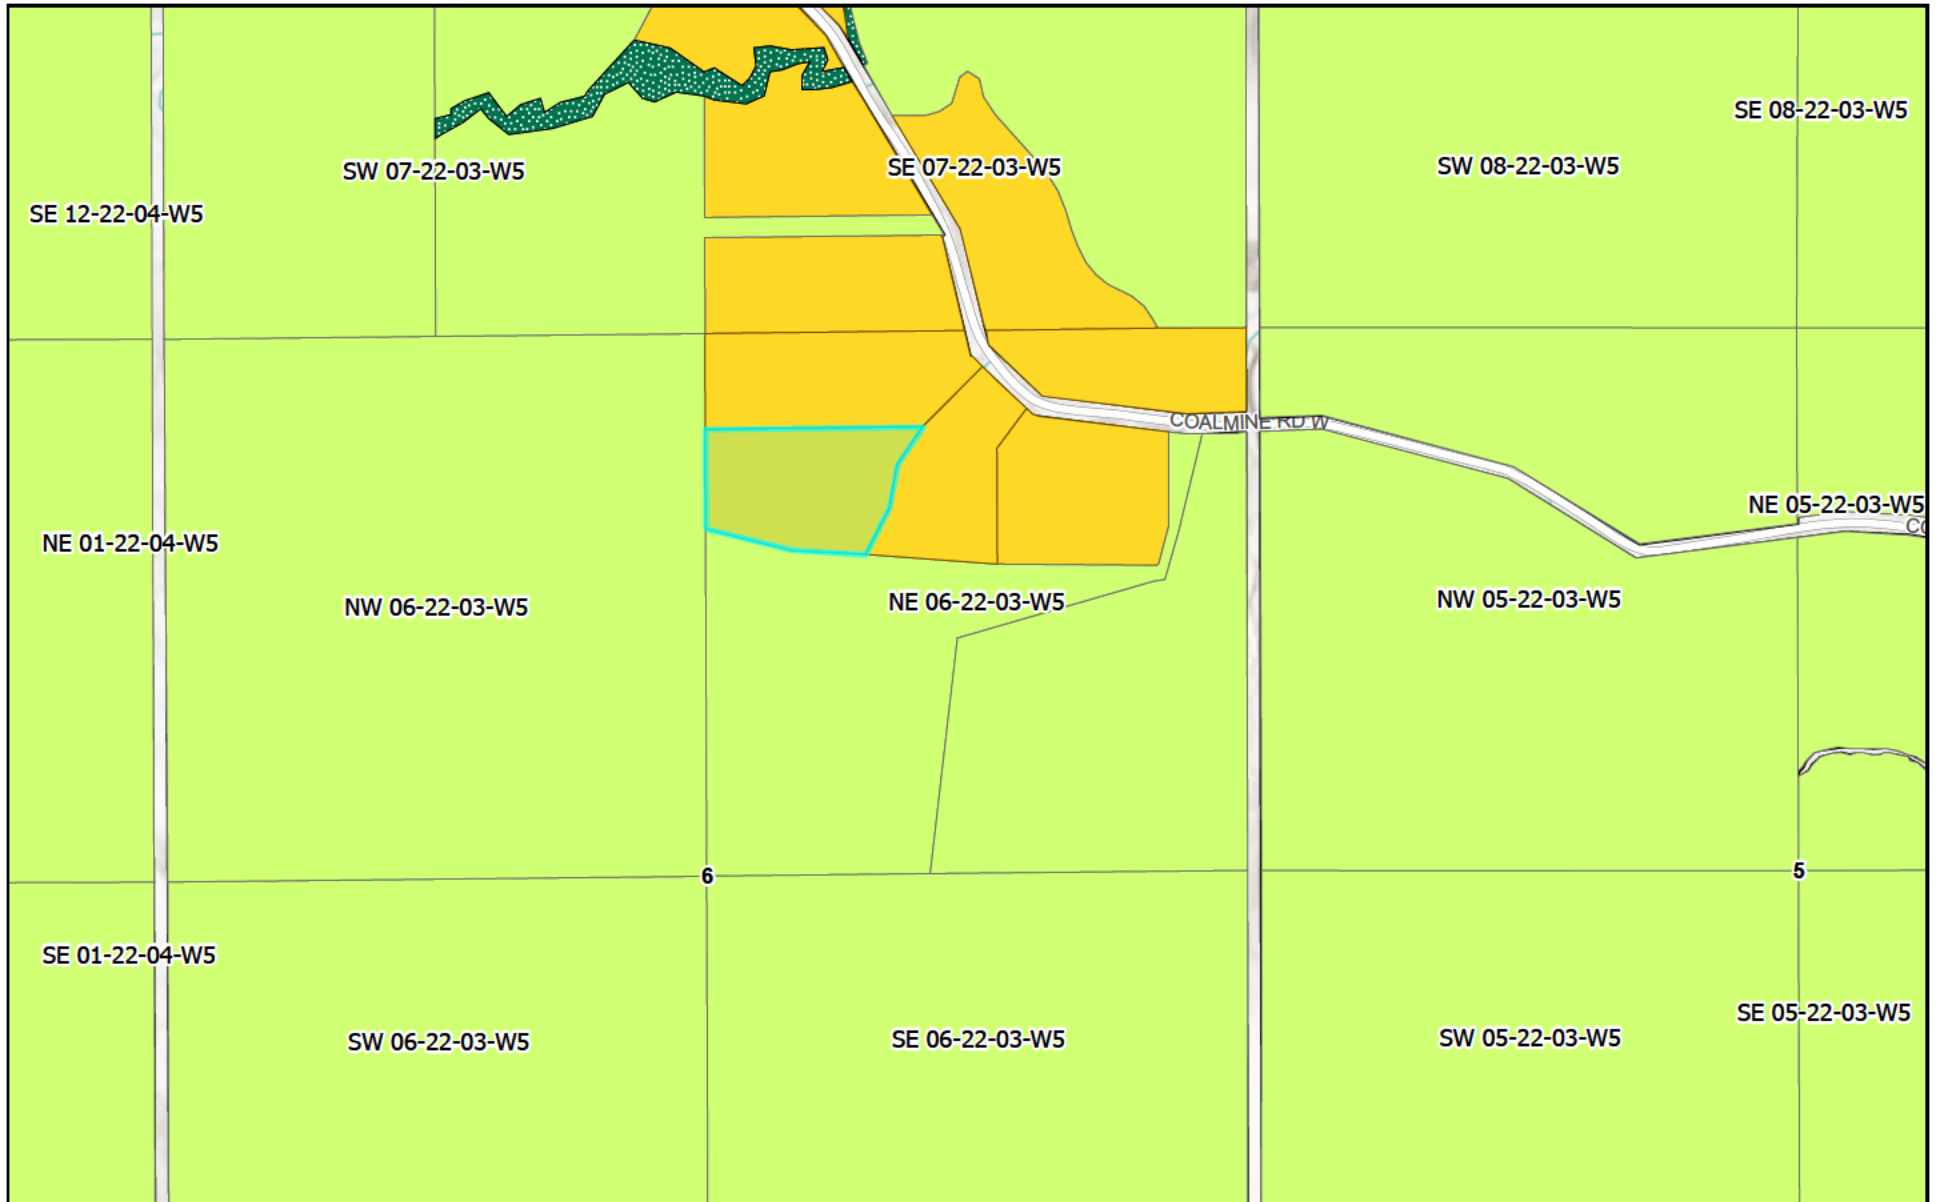 SE 08-22-03-W5
SW 07-22-03-W5
SE 07-22-03-W5
SW 08-22-03-W5
SE 12-22-04-W5
COALMINE RD W
NE 05-22-03-W5
CO
NE 01-22-04-W5
NW 06-22-03-W5
NE 06-22-03-W5
NW 05-22-03-W5
6
5
SE 01-22-04-W5
SW 06-22-03-W5
SE 06-22-03-W5
SW 05-22-03-W5
SE 05-22-03-W5